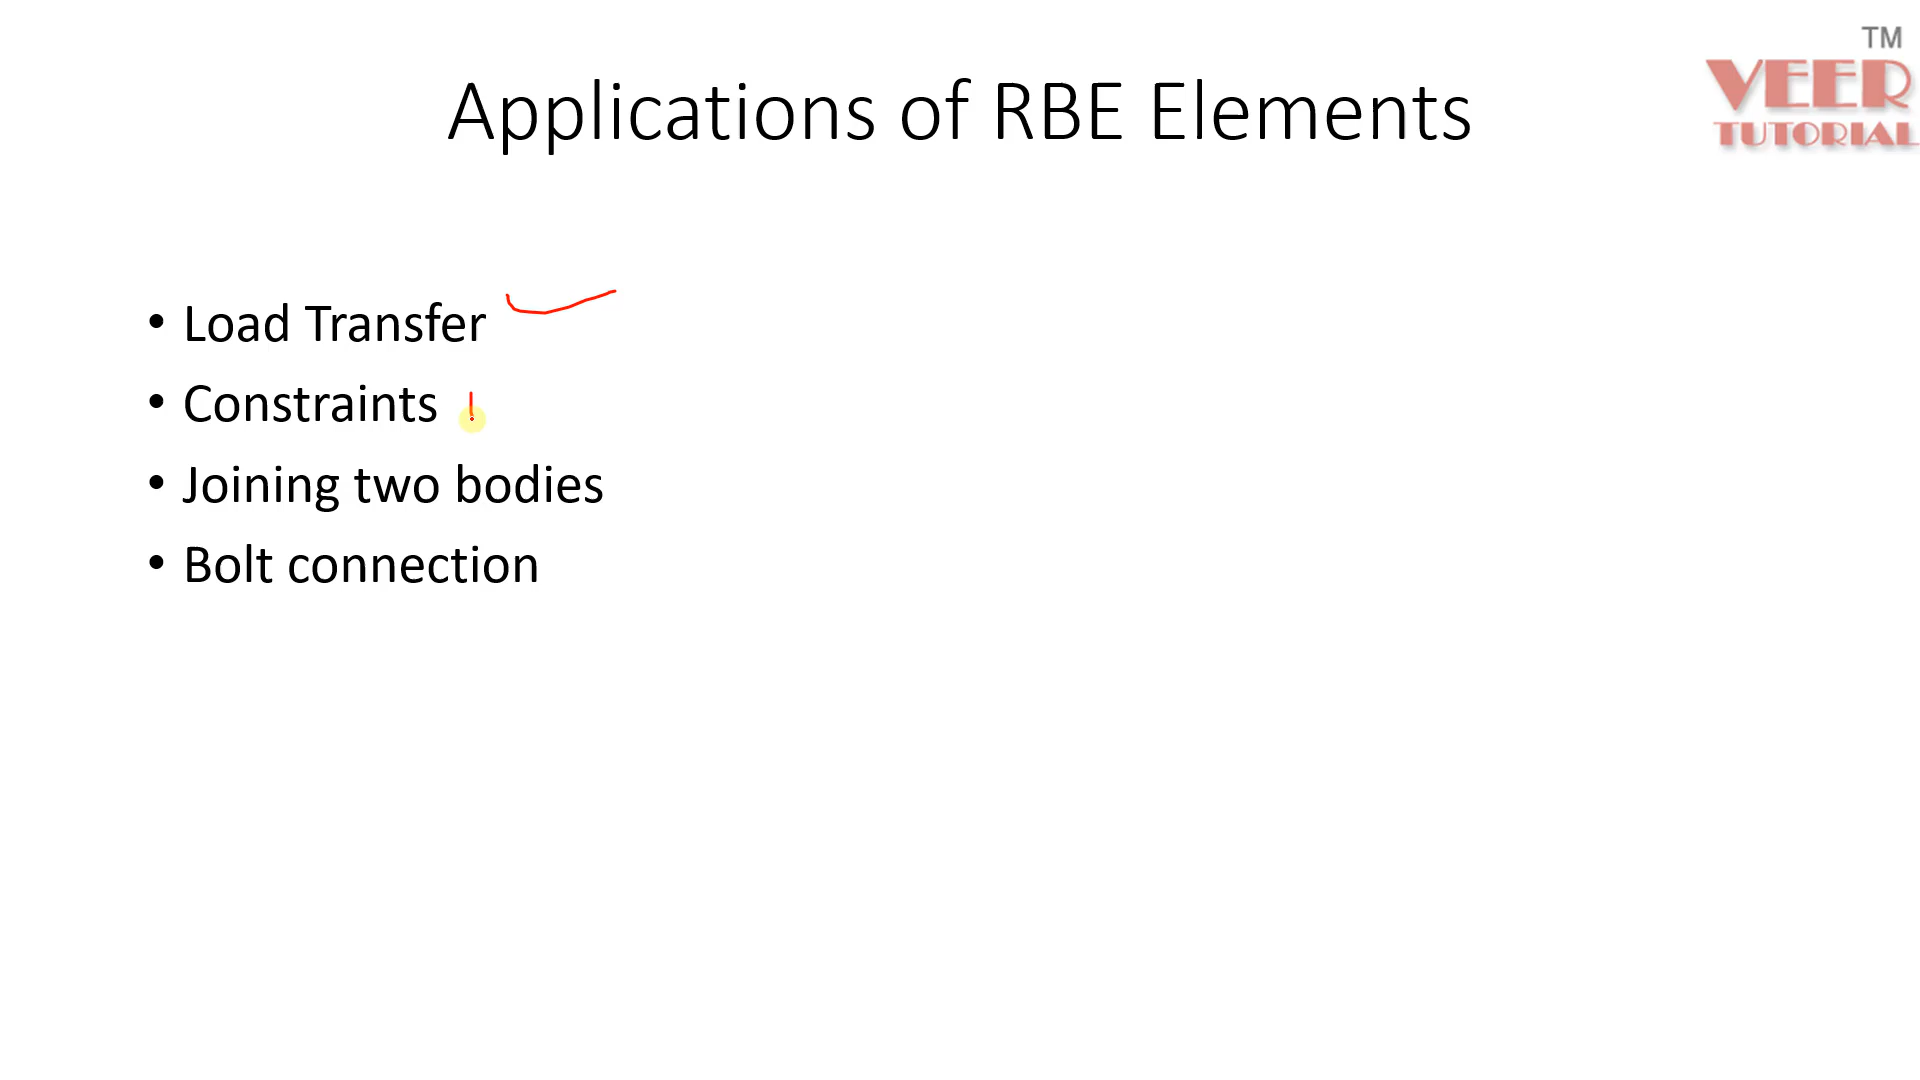 TM
VEER
TUTORIAL
Applications of RBE Elements
• Load Transfer
• Constraints
• Joining two bodies
• Bolt connection